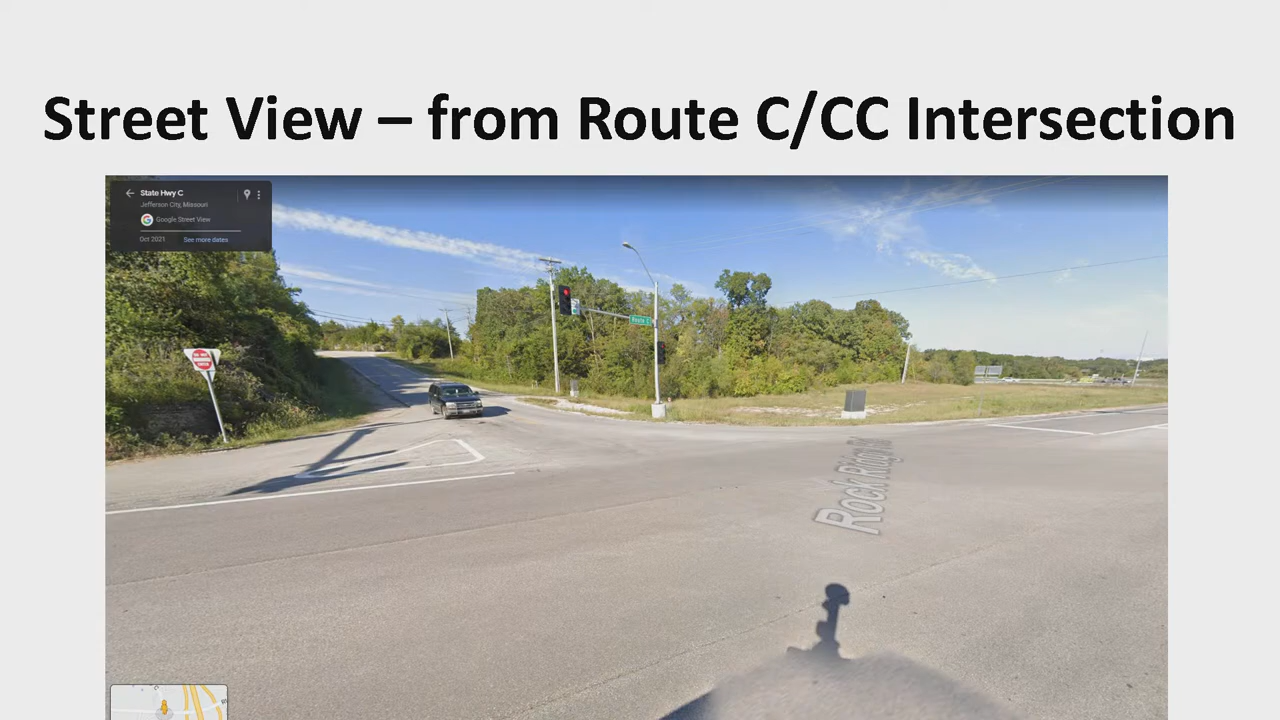 Street View – from Route C/CC Intersection
State Hwy C
Jefferson City, Missouri
Google Street View
Oct 2021 See more dates
Route C
Rock Ridge Rd
C